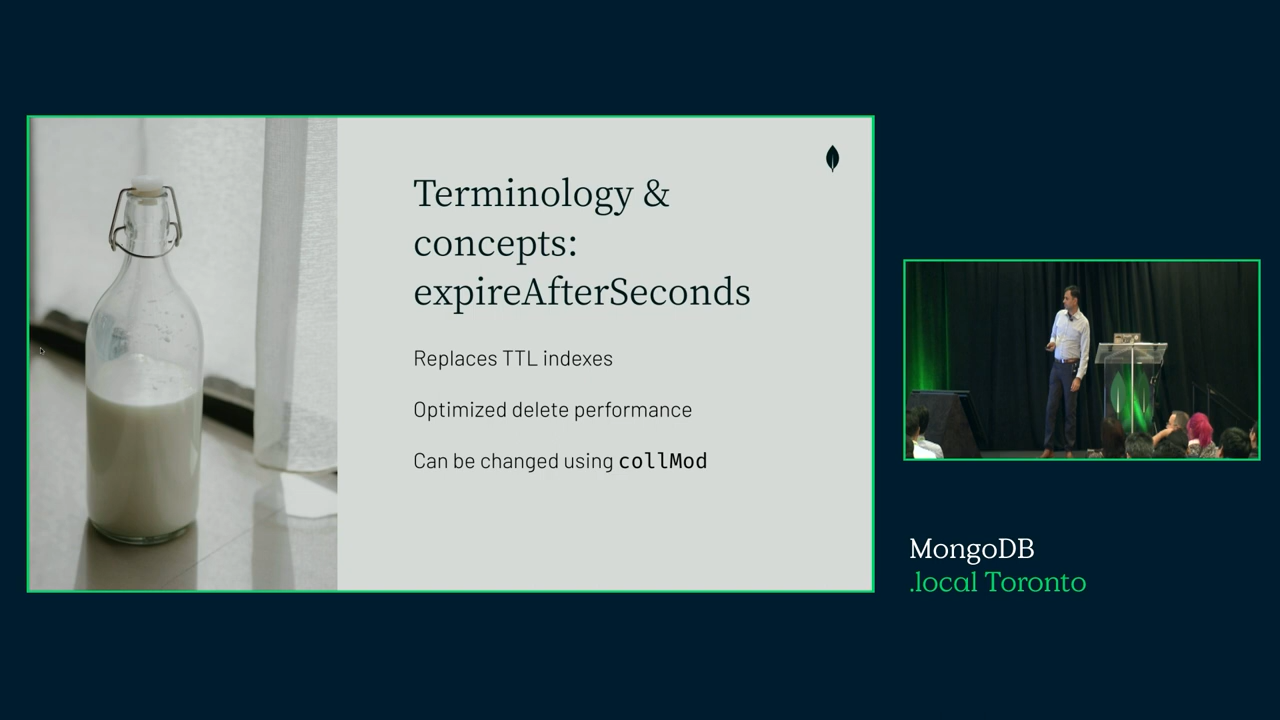 Terminology &
concepts:
expireAfterSeconds
Replaces TTL indexes
Optimized delete performance
Can be changed using collMod
MongoDB
.local Toronto